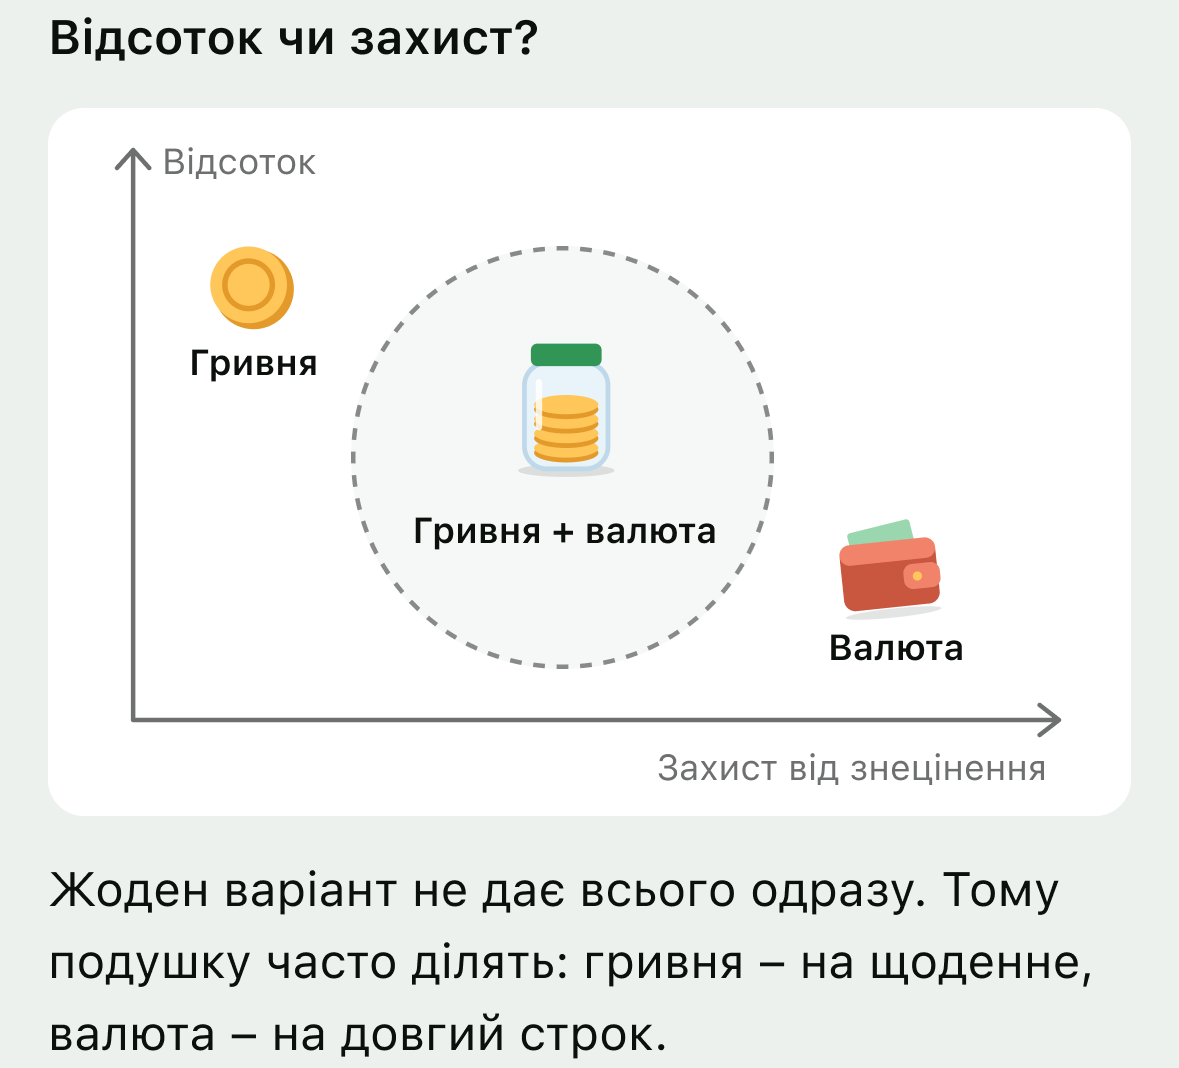 Відсоток чи захист?
Відсоток
Гривня
Гривня + валюта
Валюта
Захист від знецінення
Жоден варіант не дає всього одразу. Тому
подушку часто ділять: гривня – на щоденне,
валюта – на довгий строк.